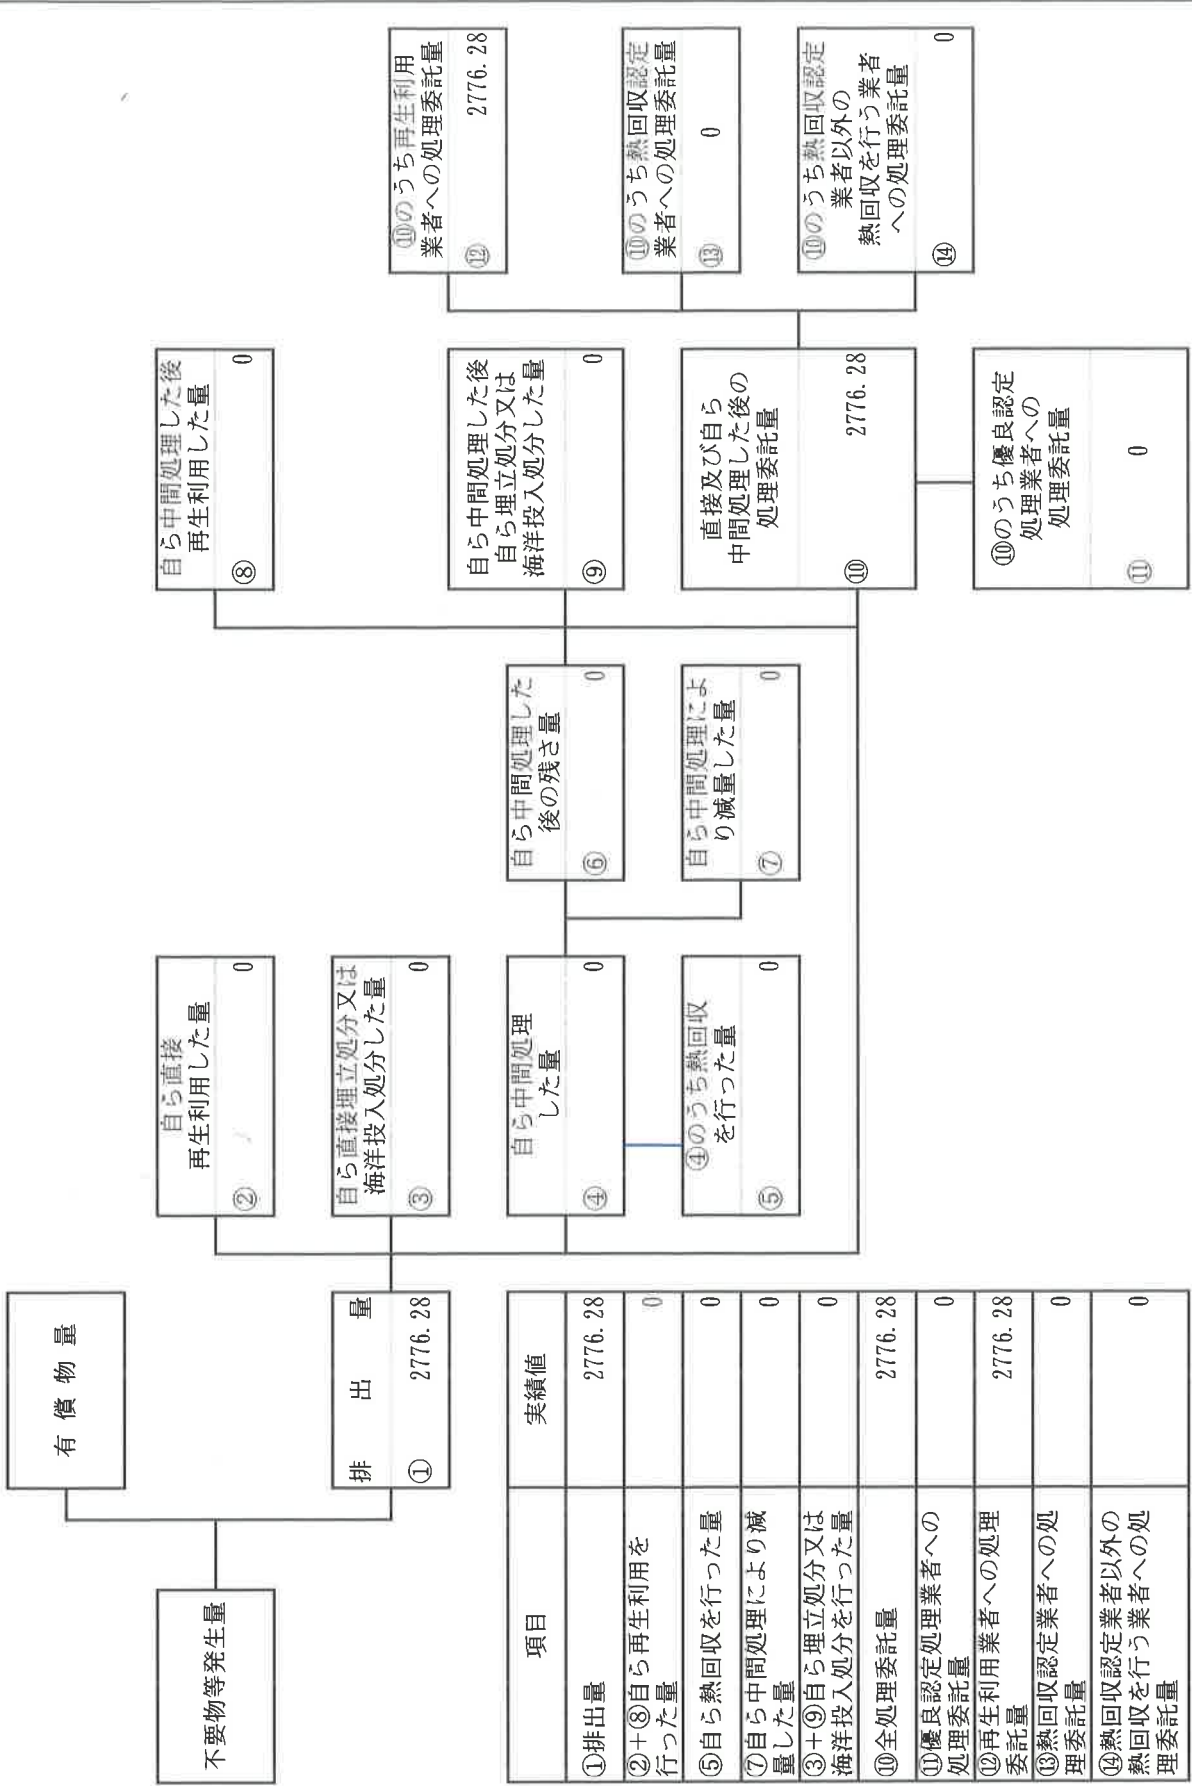 不要物等発生量
有償物量
排出量
① 2776.28
自ら直接
再生利用した量
② 0
自ら直接埋立処分又は
海洋投入処分した量
③ 0
自ら中間処理
した量
④ 0
④のうち熱回収
を行った量
⑤ 0
自ら中間処理した
後の残さ量
⑥ 0
自ら中間処理によ
り減量した量
⑦ 0
自ら中間処理した後
再生利用した量
⑧ 0
自ら中間処理した後
自ら埋立処分又は
海洋投入処分した量
⑨ 0
直接及び自ら
中間処理した後の
処理委託量
⑩ 2776.28
⑩のうち優良認定
処理業者への
処理委託量
⑪ 0
⑩のうち再生利用
業者への処理委託量
⑫ 2776.28
⑩のうち熱回収認定
業者への処理委託量
⑬ 0
⑩のうち熱回収認定
業者以外の
熱回収を行う業者
への処理委託量
⑭ 0
項目 実績値
①排出量 2776.28
②+⑧自ら再生利用を
行った量 0
⑤自ら熱回収を行った量 0
⑦自ら中間処理により減
量した量 0
③+⑨自ら埋立処分又は
海洋投入処分を行った量 0
⑩全処理委託量 2776.28
⑪優良認定処理業者への
処理委託量 0
⑫再生利用業者への処理
委託量 2776.28
⑬熱回収認定業者への処
理委託量 0
⑭熱回収認定業者以外の
熱回収を行う業者への処
理委託量 0